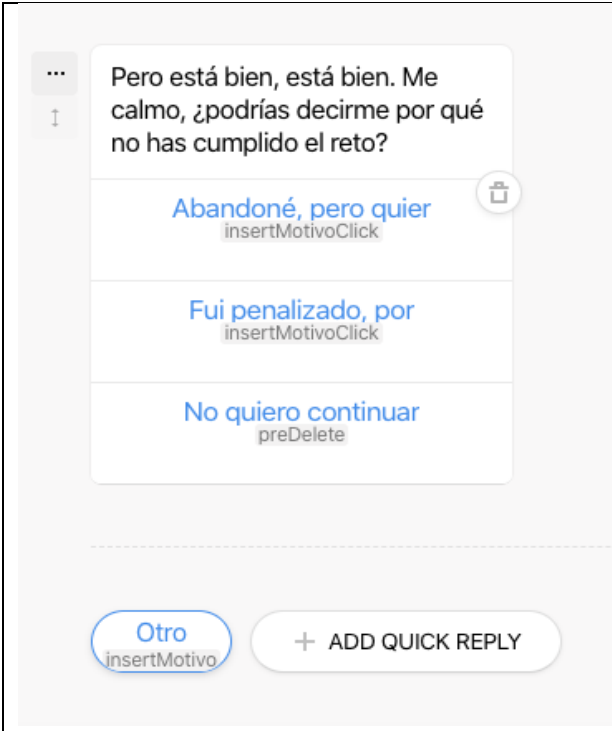 Pero está bien, está bien. Me
calmo, ¿podrías decirme por qué
no has cumplido el reto?
Abandoné, pero quier
insertMotivoClick
Fui penalizado, por
insertMotivoClick
No quiero continuar
preDelete
Otro
insertMotivo
+ ADD QUICK REPLY